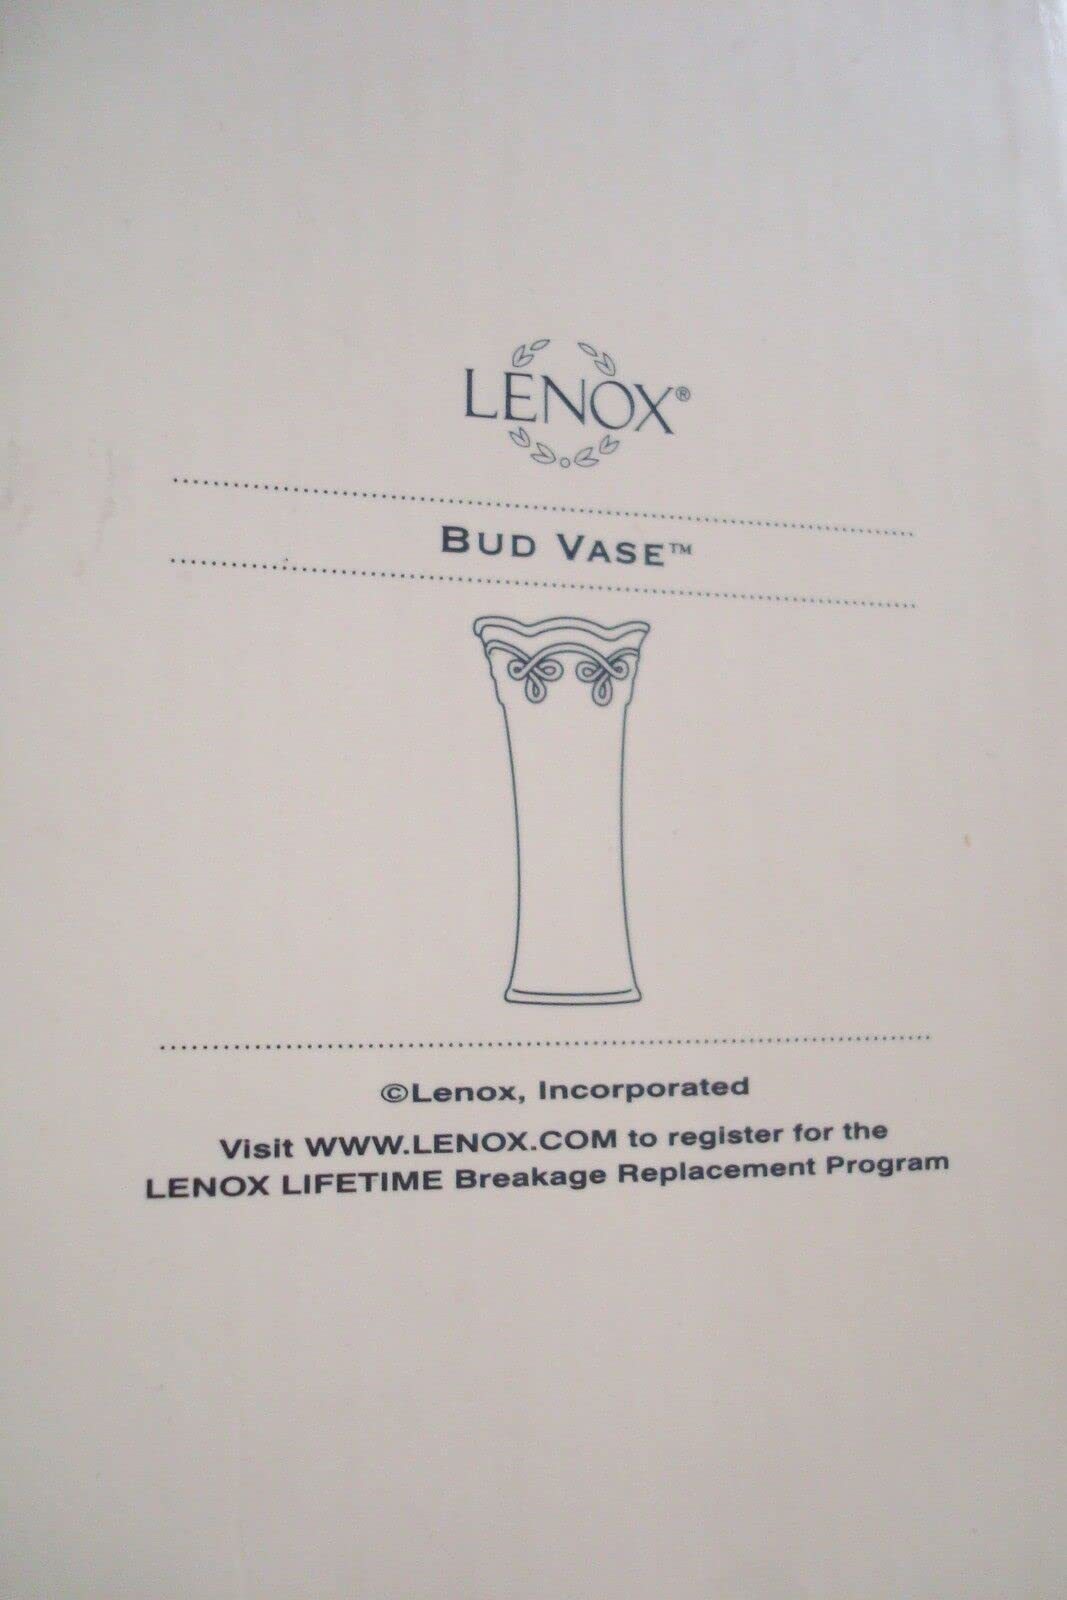 LENOX®
BUD VASE™
©Lenox, Incorporated
Visit WWW.LENOX.COM to register for the
LENOX LIFETIME Breakage Replacement Program